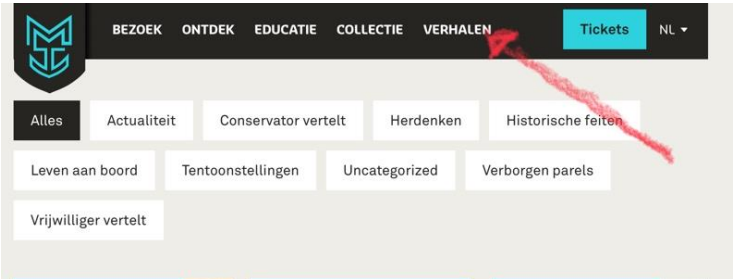 BEZOEK ONTDEK EDUCATIE COLLECTIE VERHALEN Tickets NL
Alles Actualiteit Conservator vertelt Herdenken Historische feiten
Leven aan boord Tentoonstellingen Uncategorized Verborgen parels
Vrijwilliger vertelt